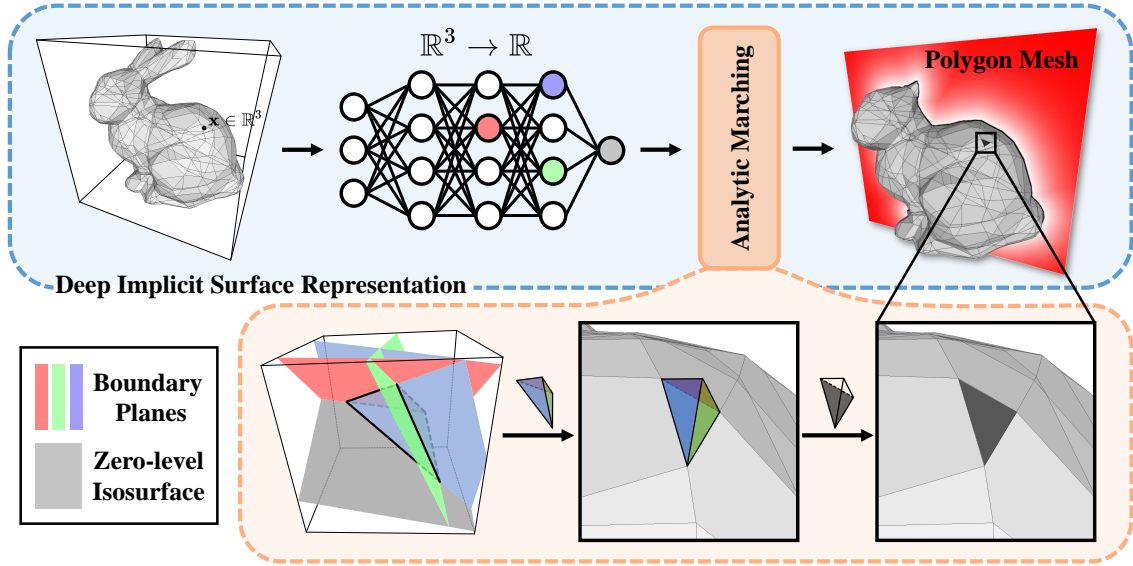 ℝ³ → ℝ
x ∈ ℝ³
Analytic Marching
Polygon Mesh
Deep Implicit Surface Representation
Boundary
Planes
Zero-level
Isosurface